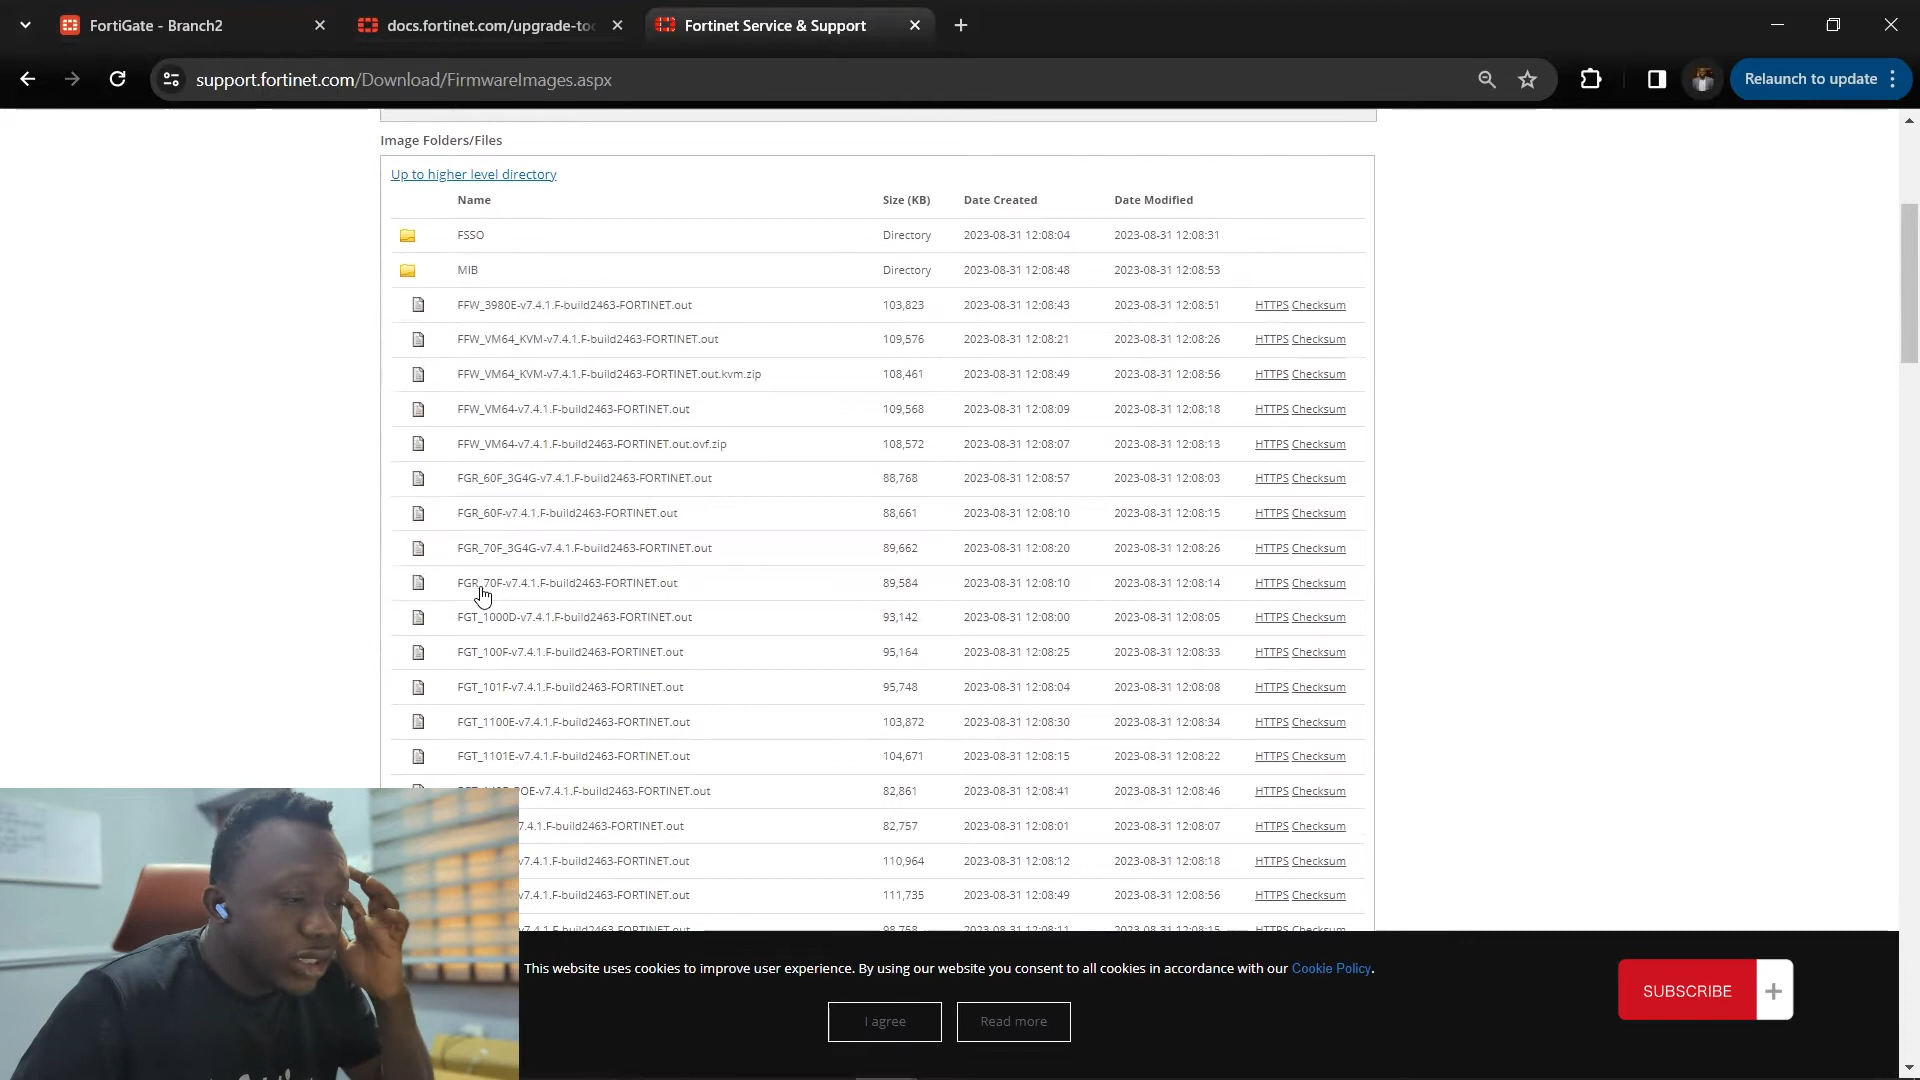 FortiGate - Branch2
docs.fortinet.com/upgrade-too
Fortinet Service & Support
support.fortinet.com/Download/FirmwareImages.aspx
Relaunch to update
Image Folders/Files
Up to higher level directory
Name Size (KB) Date Created Date Modified
FSSO Directory 2023-08-31 12:08:04 2023-08-31 12:08:31
MIB Directory 2023-08-31 12:08:48 2023-08-31 12:08:53
FFW_3980E-v7.4.1.F-build2463-FORTINET.out 103,823 2023-08-31 12:08:43 2023-08-31 12:08:51 HTTPS Checksum
FFW_VM64_KVM-v7.4.1.F-build2463-FORTINET.out 109,576 2023-08-31 12:08:21 2023-08-31 12:08:26 HTTPS Checksum
FFW_VM64_KVM-v7.4.1.F-build2463-FORTINET.out.kvm.zip 108,461 2023-08-31 12:08:49 2023-08-31 12:08:56 HTTPS Checksum
FFW_VM64-v7.4.1.F-build2463-FORTINET.out 109,568 2023-08-31 12:08:09 2023-08-31 12:08:18 HTTPS Checksum
FFW_VM64-v7.4.1.F-build2463-FORTINET.out.ovf.zip 108,572 2023-08-31 12:08:07 2023-08-31 12:08:13 HTTPS Checksum
FGR_60F_3G4G-v7.4.1.F-build2463-FORTINET.out 88,768 2023-08-31 12:08:57 2023-08-31 12:08:03 HTTPS Checksum
FGR_60F-v7.4.1.F-build2463-FORTINET.out 88,661 2023-08-31 12:08:10 2023-08-31 12:08:15 HTTPS Checksum
FGR_70F_3G4G-v7.4.1.F-build2463-FORTINET.out 89,662 2023-08-31 12:08:20 2023-08-31 12:08:26 HTTPS Checksum
FGR_70F-v7.4.1.F-build2463-FORTINET.out 89,584 2023-08-31 12:08:10 2023-08-31 12:08:14 HTTPS Checksum
FGT_1000D-v7.4.1.F-build2463-FORTINET.out 93,142 2023-08-31 12:08:00 2023-08-31 12:08:05 HTTPS Checksum
FGT_100F-v7.4.1.F-build2463-FORTINET.out 95,164 2023-08-31 12:08:25 2023-08-31 12:08:33 HTTPS Checksum
FGT_101F-v7.4.1.F-build2463-FORTINET.out 95,748 2023-08-31 12:08:04 2023-08-31 12:08:08 HTTPS Checksum
FGT_1100E-v7.4.1.F-build2463-FORTINET.out 103,872 2023-08-31 12:08:30 2023-08-31 12:08:34 HTTPS Checksum
FGT_1101E-v7.4.1.F-build2463-FORTINET.out 104,671 2023-08-31 12:08:15 2023-08-31 12:08:22 HTTPS Checksum
POE-v7.4.1.F-build2463-FORTINET.out 82,861 2023-08-31 12:08:41 2023-08-31 12:08:46 HTTPS Checksum
7.4.1.F-build2463-FORTINET.out 82,757 2023-08-31 12:08:01 2023-08-31 12:08:07 HTTPS Checksum
v7.4.1.F-build2463-FORTINET.out 110,964 2023-08-31 12:08:12 2023-08-31 12:08:18 HTTPS Checksum
v7.4.1.F-build2463-FORTINET.out 111,735 2023-08-31 12:08:49 2023-08-31 12:08:56 HTTPS Checksum
v7.4.1.F-build2463-FORTINET.out 98,758 2023-08-31 12:08:11 2023-08-31 12:08:15 HTTPS Checksum
This website uses cookies to improve user experience. By using our website you consent to all cookies in accordance with our Cookie Policy.
I agree Read more
SUBSCRIBE +